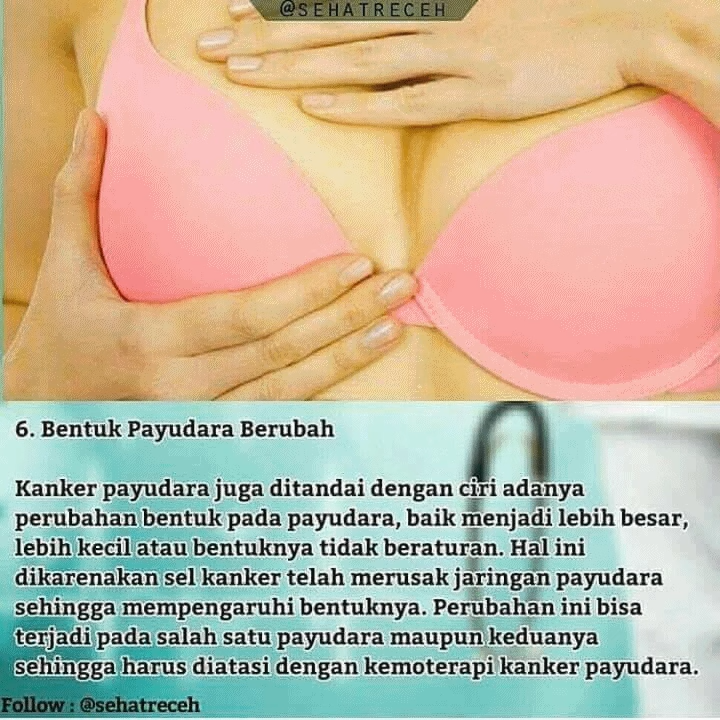 @SEHATRECEH
6. Bentuk Payudara Berubah
Kanker payudara juga ditandai dengan ciri adanya
perubahan bentuk pada payudara, baik menjadi lebih besar,
lebih kecil atau bentuknya tidak beraturan. Hal ini
dikarenakan sel kanker telah merusak jaringan payudara
sehingga mempengaruhi bentuknya. Perubahan ini bisa
terjadi pada salah satu payudara maupun keduanya
sehingga harus diatasi dengan kemoterapi kanker payudara.
Follow : @sehatreceh